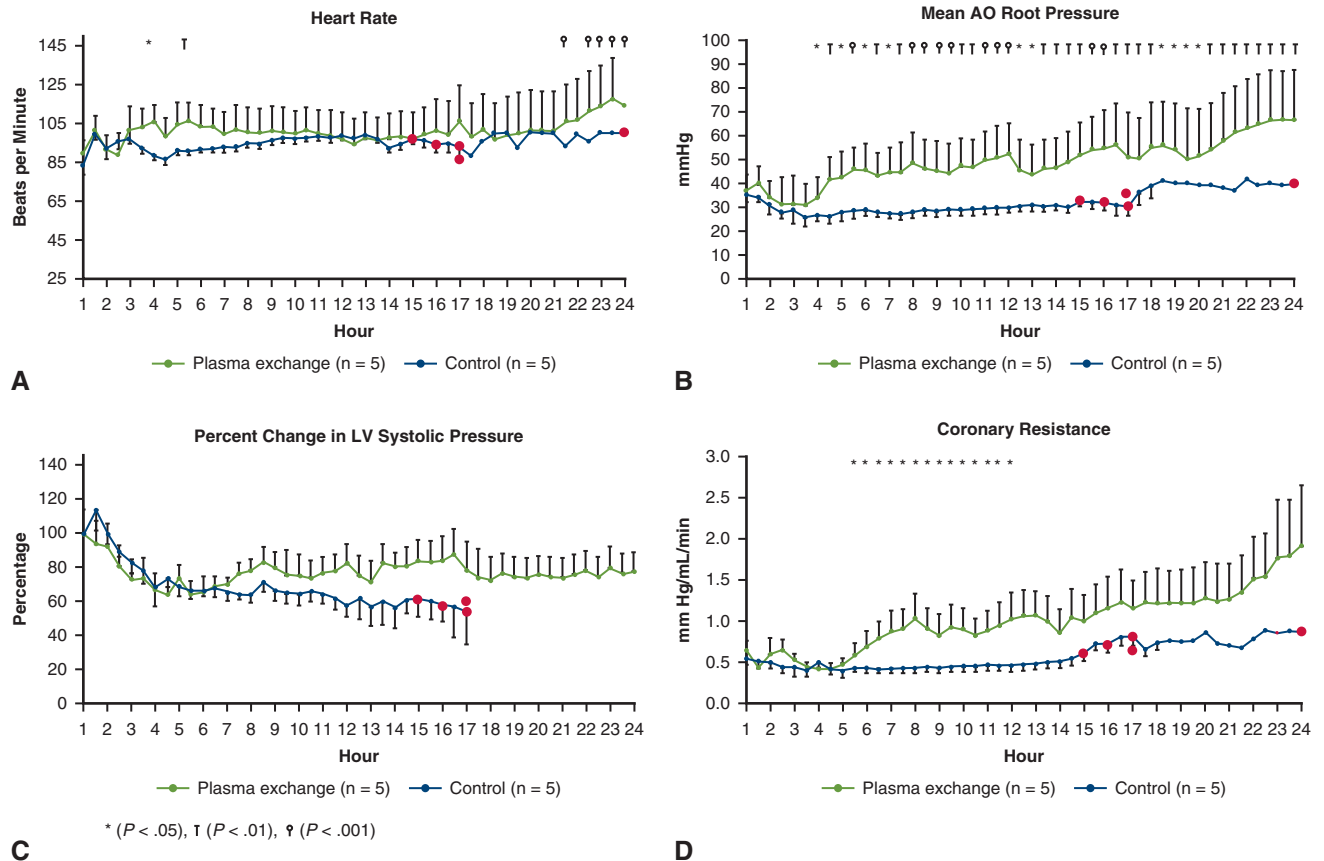 Heart Rate
145
125
105
85
65
45
25
Beats per Minute
*
1 2 3 4 5 6 7 8 9 10 11 12 13 14 15 16 17 18 19 20 21 22 23 24
Hour
Plasma exchange (n = 5) Control (n = 5)
A
Mean AO Root Pressure
100
90
80
70
60
50
40
30
20
10
0
mmHg
1 2 3 4 5 6 7 8 9 10 11 12 13 14 15 16 17 18 19 20 21 22 23 24
Hour
Plasma exchange (n = 5) Control (n = 5)
B
Percent Change in LV Systolic Pressure
140
120
100
80
60
40
20
0
Percentage
1 2 3 4 5 6 7 8 9 10 11 12 13 14 15 16 17 18 19 20 21 22 23 24
Hour
Plasma exchange (n = 5) Control (n = 5)
* (P < .05), ⫯ (P < .01), ⫯ (P < .001)
C
Coronary Resistance
3.0
2.5
2.0
1.5
1.0
0.5
0.0
mm Hg/mL/min
* * * * * * * * * * * * * *
1 2 3 4 5 6 7 8 9 10 11 12 13 14 15 16 17 18 19 20 21 22 23 24
Hour
Plasma exchange (n = 5) Control (n = 5)
D